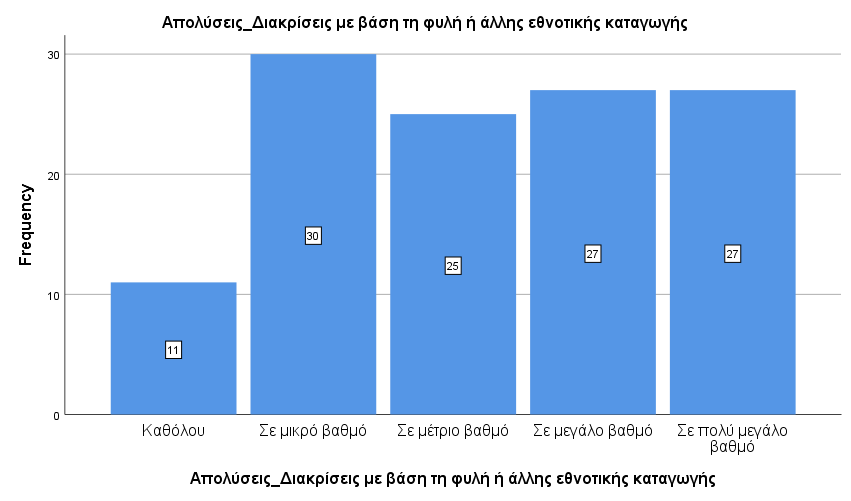 Απολύσεις_Διακρίσεις με βάση τη φυλή ή άλλης εθνοτικής καταγωγής
30
20
10
0
Frequency
11
30
25
27
27
Καθόλου
Σε μικρό βαθμό
Σε μέτριο βαθμό
Σε μεγάλο βαθμό
Σε πολύ μεγάλο
βαθμό
Απολύσεις_Διακρίσεις με βάση τη φυλή ή άλλης εθνοτικής καταγωγής